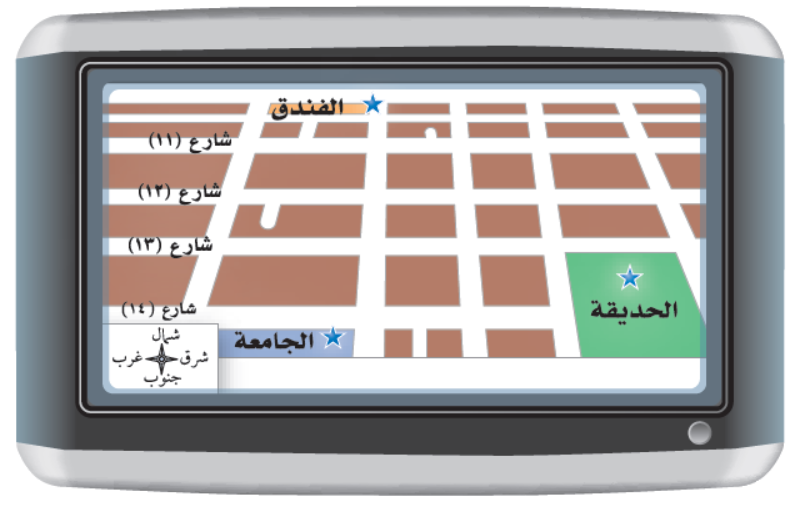 الفندق
شارع (١١)
شارع (١٢)
شارع (١٣)
الحديقة
شارع (١٤)
الجامعة
شمال
شرق غرب
جنوب